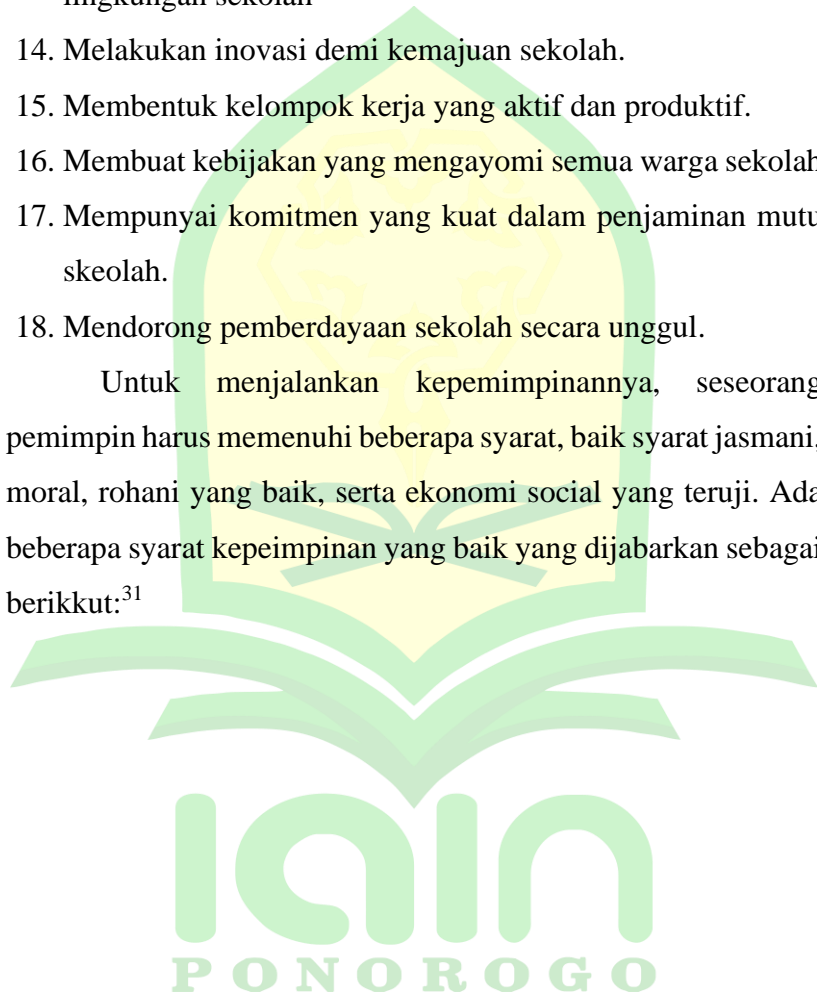 lingkungan sekolah
14. Melakukan inovasi demi kemajuan sekolah.
15. Membentuk kelompok kerja yang aktif dan produktif.
16. Membuat kebijakan yang mengayomi semua warga sekolah
17. Mempunyai komitmen yang kuat dalam penjaminan mutu
skeolah.
18. Mendorong pemberdayaan sekolah secara unggul.
Untuk menjalankan kepemimpinannya, seseorang
pemimpin harus memenuhi beberapa syarat, baik syarat jasmani,
moral, rohani yang baik, serta ekonomi social yang teruji. Ada
beberapa syarat kepeimpinan yang baik yang dijabarkan sebagai
berikkut:31
IAIN
PONOROGO